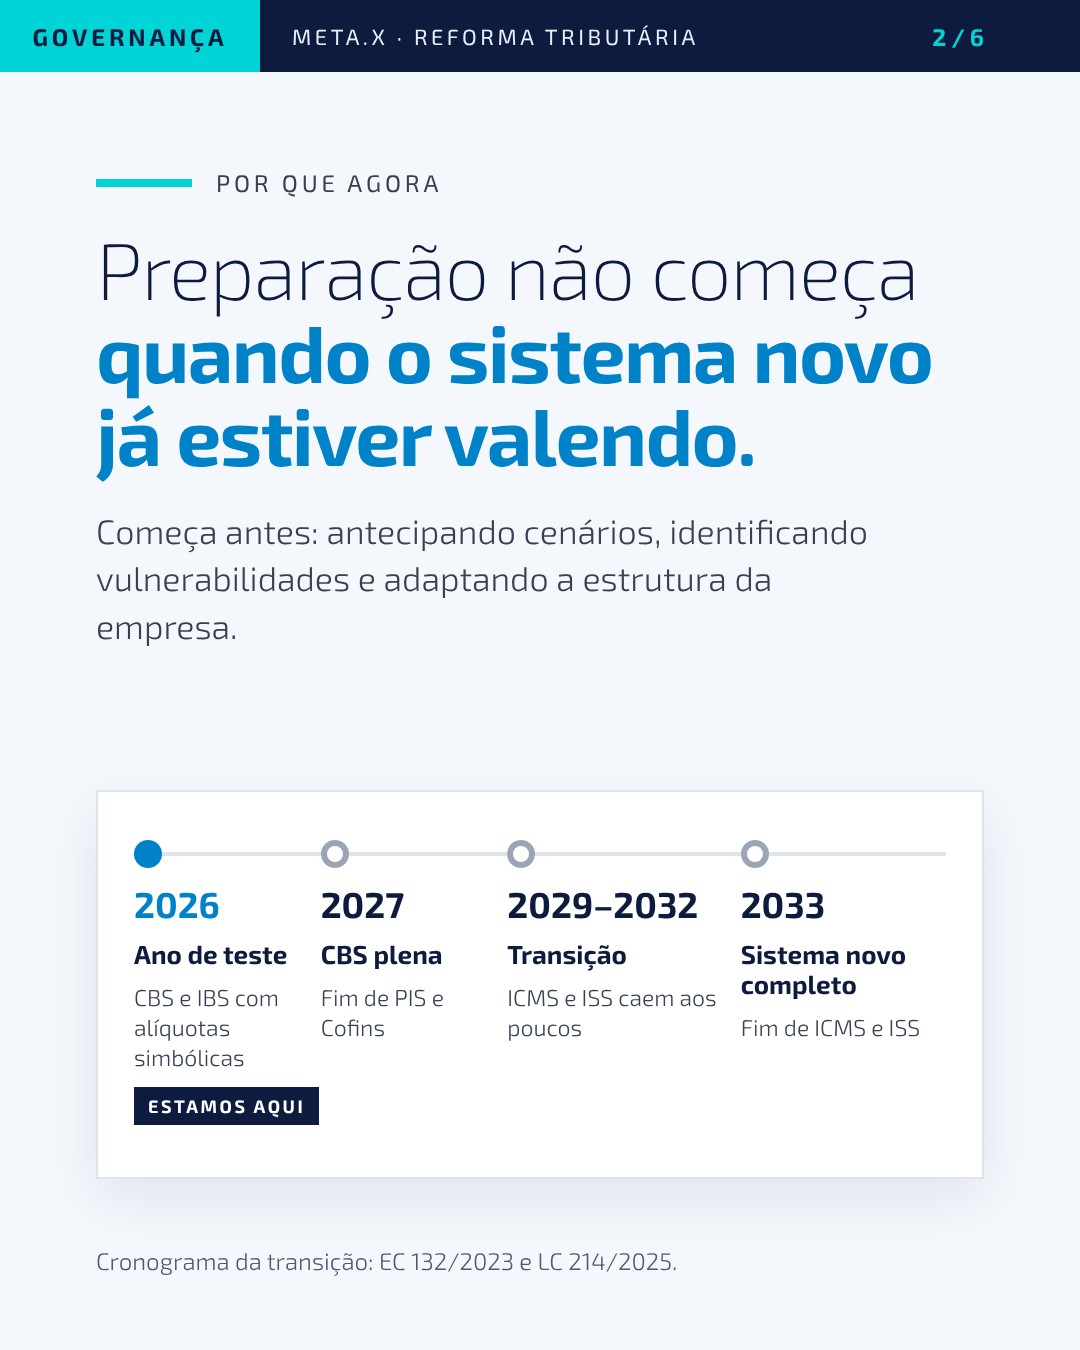 GOVERNANÇA
META.X · REFORMA TRIBUTÁRIA
2/6
POR QUE AGORA
Preparação não começa
quando o sistema novo
já estiver valendo.
Começa antes: antecipando cenários, identificando
vulnerabilidades e adaptando a estrutura da
empresa.
2026
Ano de teste
CBS e IBS com
alíquotas
simbólicas
ESTAMOS AQUI
2027
CBS plena
Fim de PIS e
Cofins
2029–2032
Transição
ICMS e ISS caem aos
poucos
2033
Sistema novo
completo
Fim de ICMS e ISS
Cronograma da transição: EC 132/2023 e LC 214/2025.